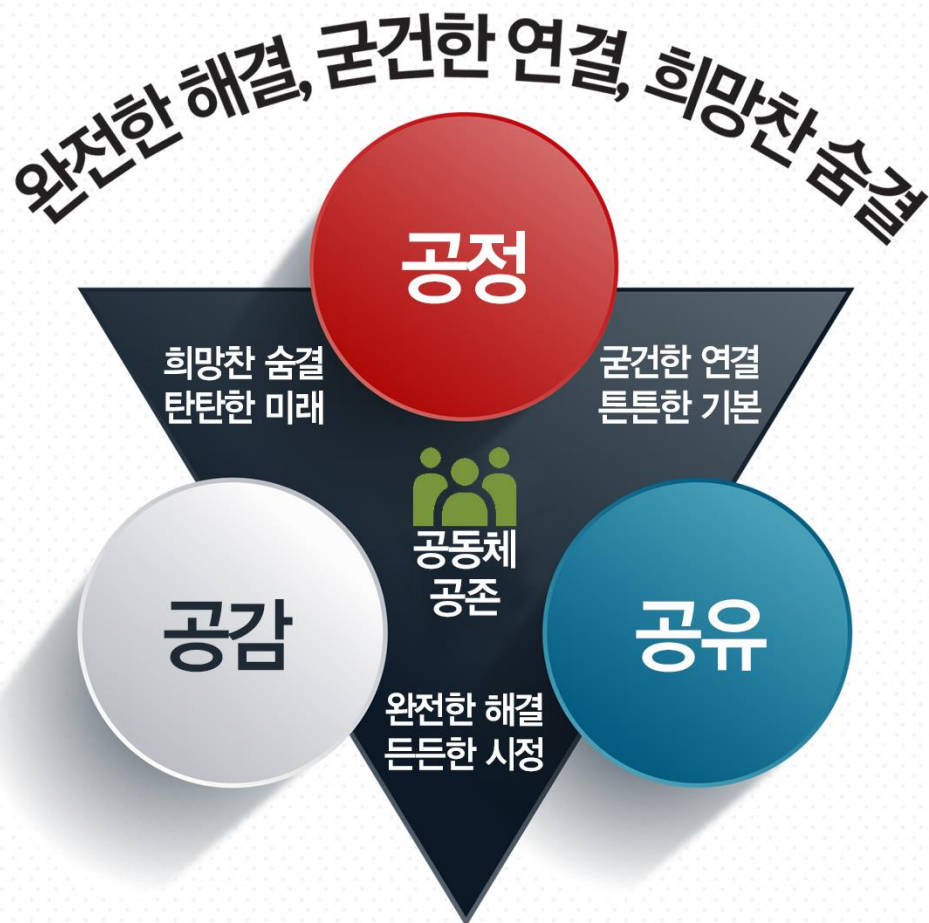 완전한 해결, 굳건한 연결, 희망찬 숨결
공정
희망찬 숨결
탄탄한 미래
굳건한 연결
튼튼한 기본
공동체
공존
공감
공유
완전한 해결
든든한 시정